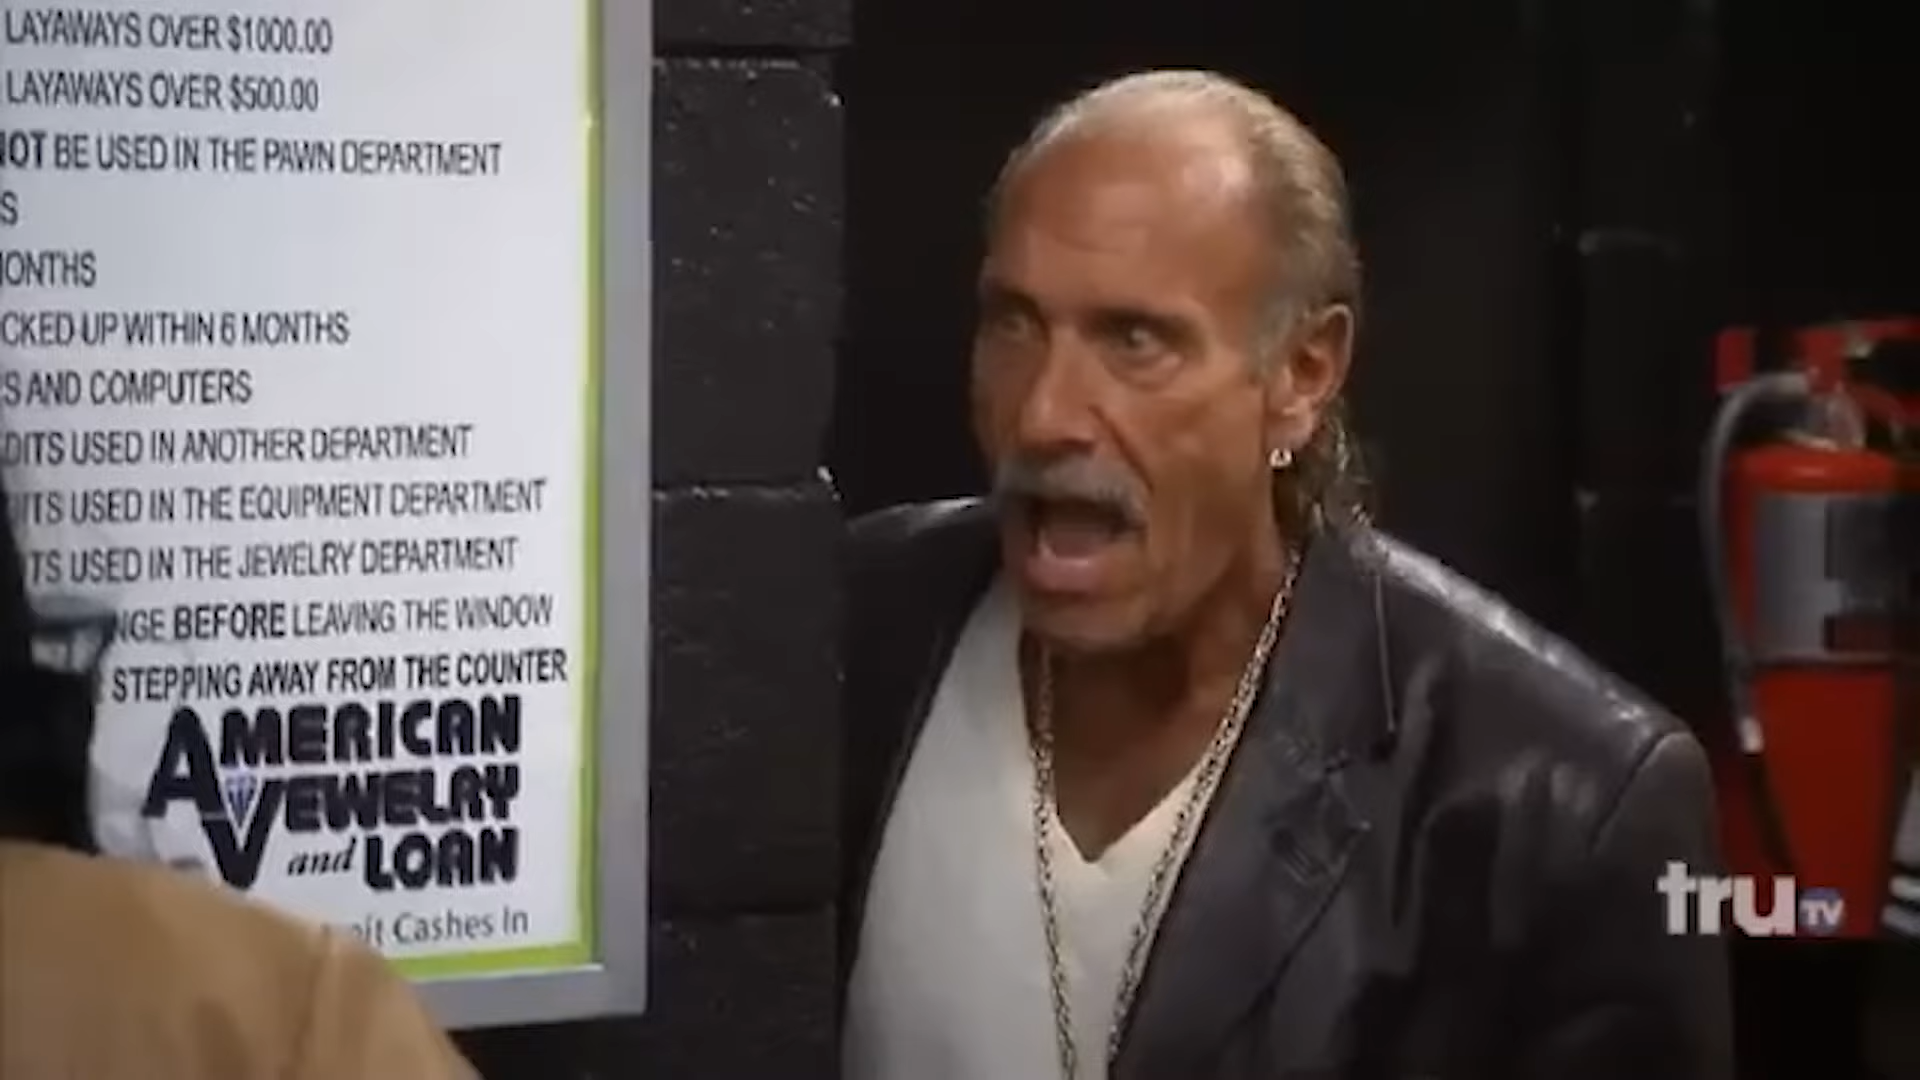 LAYAWAYS OVER $1000.00
LAYAWAYS OVER $500.00
NOT BE USED IN THE PAWN DEPARTMENT
S
MONTHS
CKED UP WITHIN 6 MONTHS
S AND COMPUTERS
DITS USED IN ANOTHER DEPARTMENT
ITS USED IN THE EQUIPMENT DEPARTMENT
TS USED IN THE JEWELRY DEPARTMENT
NGE BEFORE LEAVING THE WINDOW
STEPPING AWAY FROM THE COUNTER
AMERICAN
JEWELRY
and LOAN
Cashes In
truTV